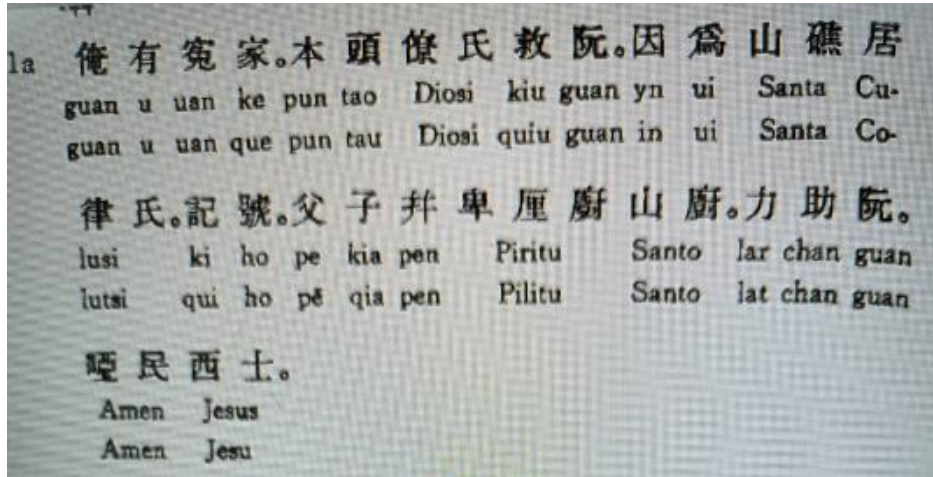 la 俺有寃家。本頭僚氏救阮。因爲山礁居
guan u uan ke pun tao Diosi kiu guan yn ui Santa Cu-
guan u uan que pun tau Diosi quiu guan in ui Santa Co-
律氏。記號。父子幷卑厘廚山廚。力助阮。
lusi ki ho pe kia pen Piritu Santo lar chan guan
lutsi qui ho pě qia pen Pilitu Santo lat chan guan
啞民西士。
Amen Jesus
Amen Jesu